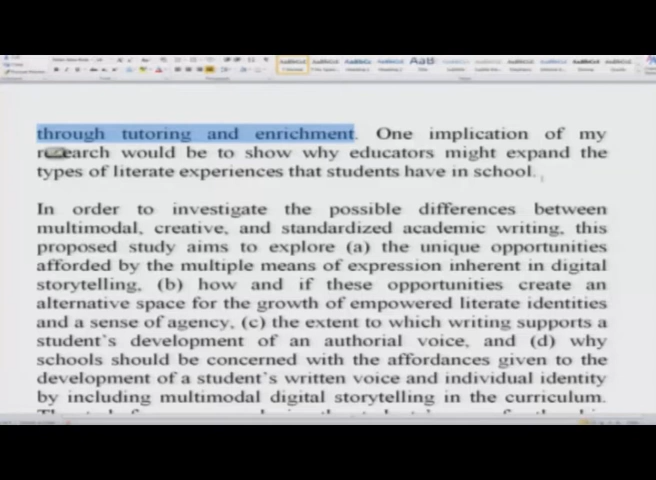 through tutoring and enrichment. One implication of my
research would be to show why educators might expand the
types of literate experiences that students have in school.
In order to investigate the possible differences between
multimodal, creative, and standardized academic writing, this
proposed study aims to explore (a) the unique opportunities
afforded by the multiple means of expression inherent in digital
storytelling, (b) how and if these opportunities create an
alternative space for the growth of empowered literate identities
and a sense of agency, (c) the extent to which writing supports a
student's development of an authorial voice, and (d) why
schools should be concerned with the affordances given to the
development of a student's written voice and individual identity
by including multimodal digital storytelling in the curriculum.